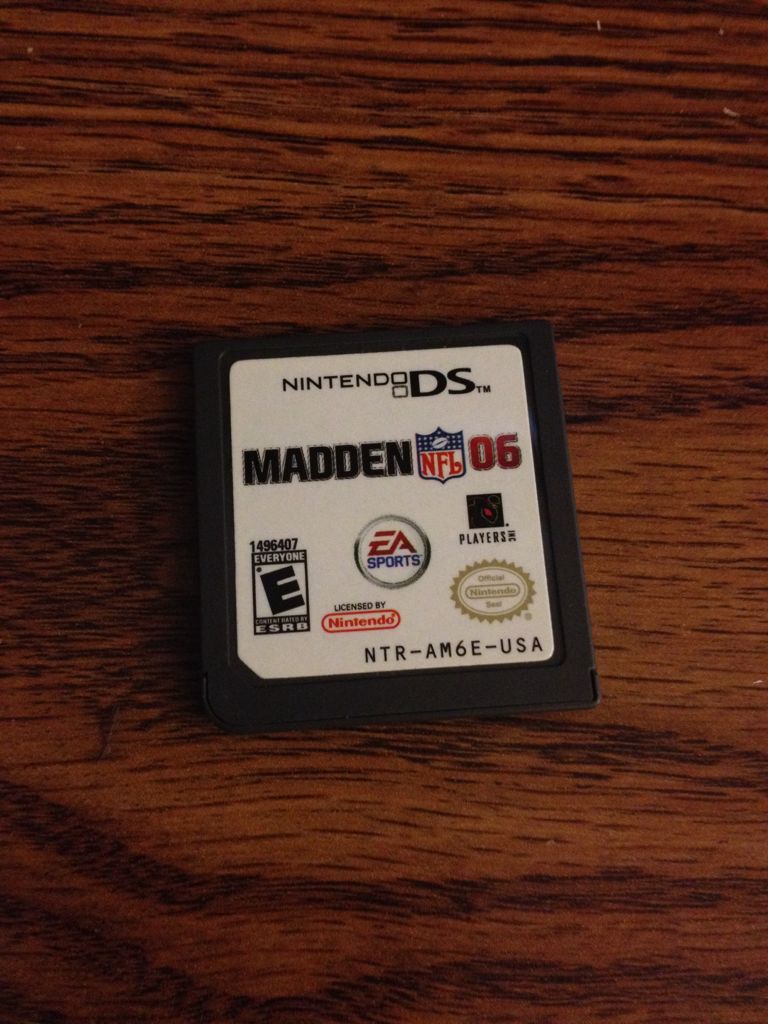 NINTENDO DS™
MADDEN NFL 06
PLAYERS INC
1496407
EVERYONE
E
CONTENT RATED BY
ESRB
EA
SPORTS
Official
Nintendo
Seal
LICENSED BY
Nintendo®
NTR-AM6E-USA